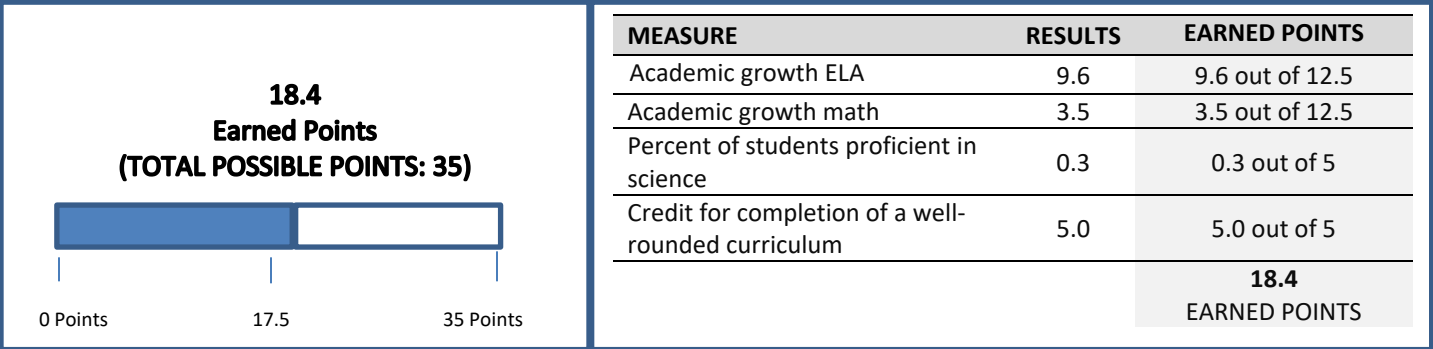 18.4
Earned Points
(TOTAL POSSIBLE POINTS: 35)
0 Points 17.5 35 Points
MEASURE RESULTS EARNED POINTS
Academic growth ELA 9.6 9.6 out of 12.5
Academic growth math 3.5 3.5 out of 12.5
Percent of students proficient in
science 0.3 0.3 out of 5
Credit for completion of a well-
rounded curriculum 5.0 5.0 out of 5
18.4
EARNED POINTS